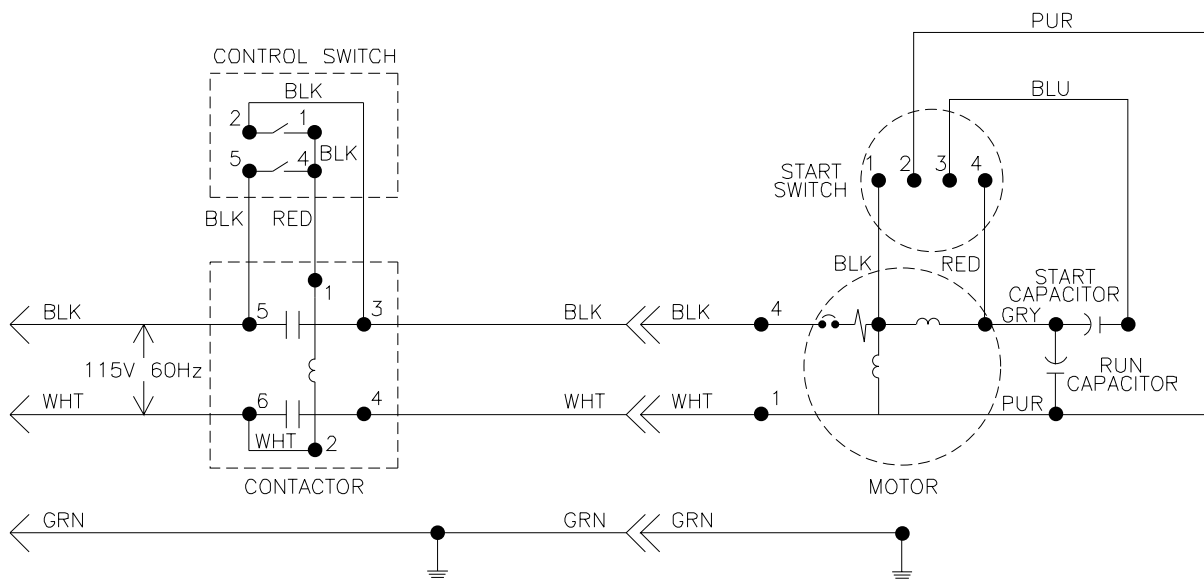 PUR
CONTROL SWITCH
BLK
BLU
2
1
BLK
5
4
START
SWITCH
1
2
3
4
BLK
RED
BLK
RED
START
CAPACITOR
1
BLK
5
3
BLK
BLK
4
GRY
115V 60Hz
RUN
CAPACITOR
WHT
6
4
WHT
WHT
1
PUR
WHT
2
CONTACTOR
MOTOR
GRN
GRN
GRN